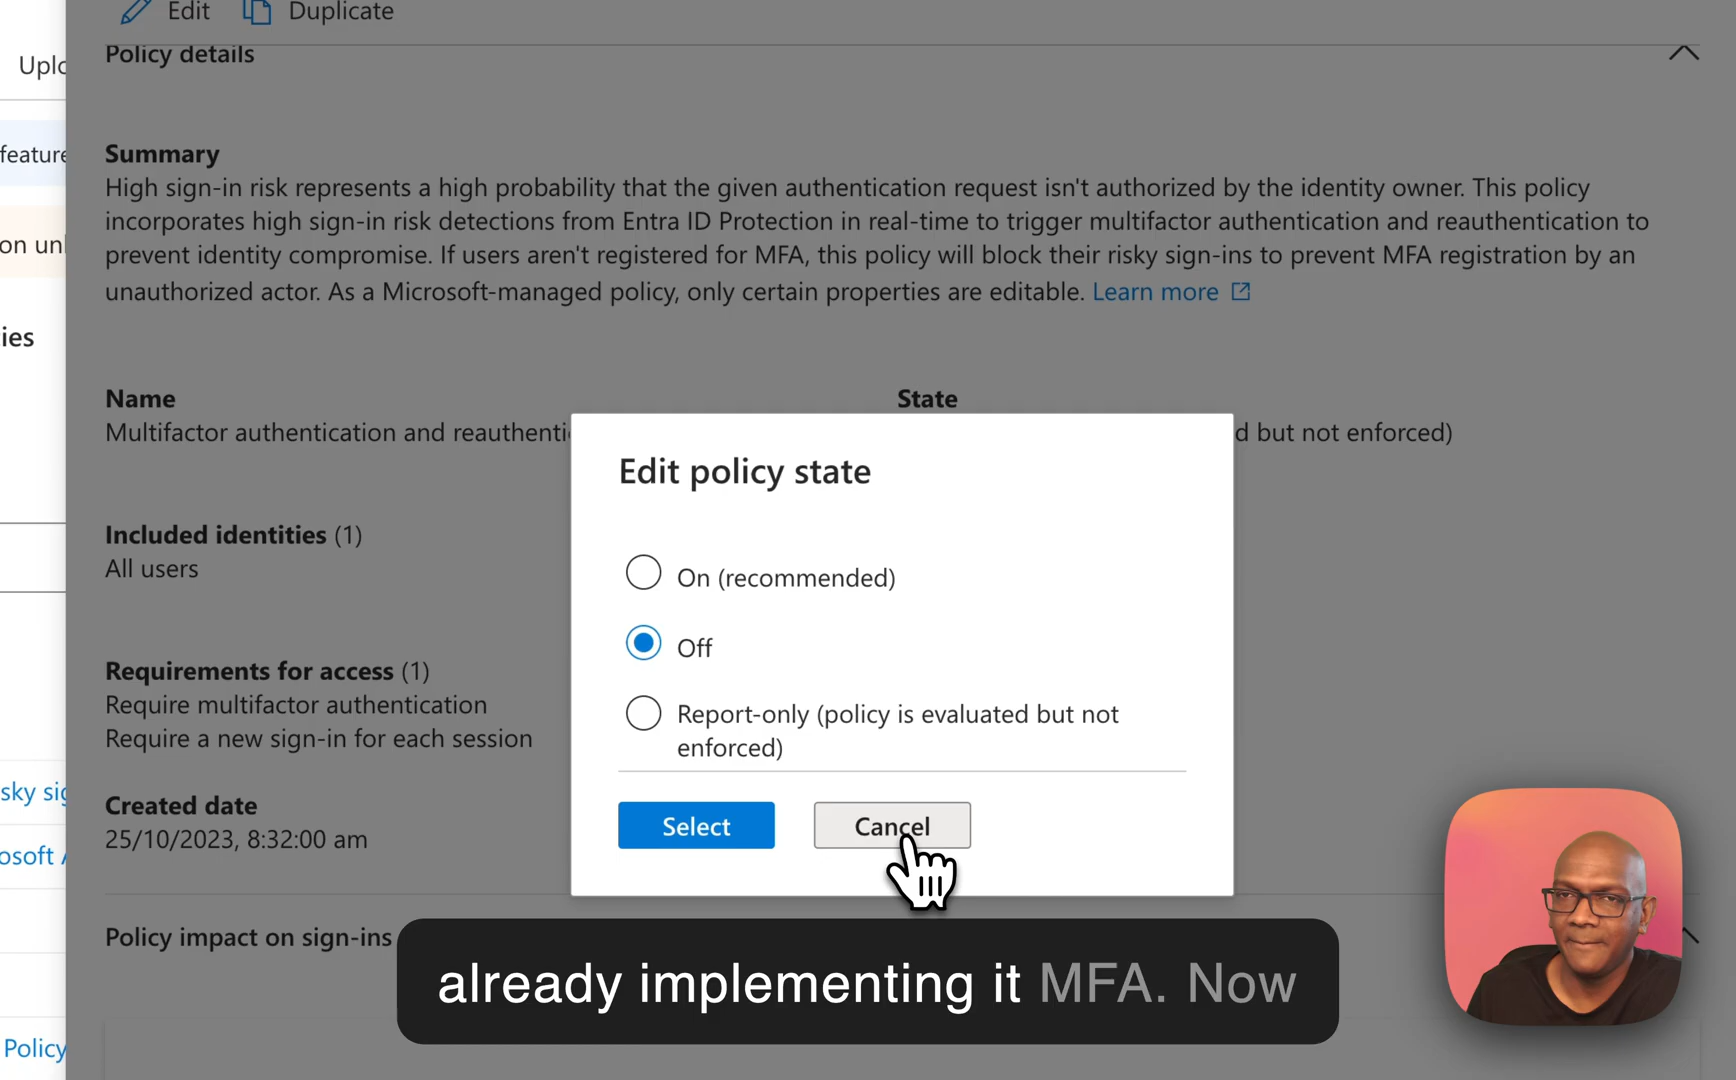 Edit
Duplicate
Policy details
Summary
High sign-in risk represents a high probability that the given authentication request isn't authorized by the identity owner. This policy
incorporates high sign-in risk detections from Entra ID Protection in real-time to trigger multifactor authentication and reauthentication to
prevent identity compromise. If users aren't registered for MFA, this policy will block their risky sign-ins to prevent MFA registration by an
unauthorized actor. As a Microsoft-managed policy, only certain properties are editable. Learn more
Name
Multifactor authentication and reauthenti
State
d but not enforced)
Included identities (1)
All users
Requirements for access (1)
Require multifactor authentication
Require a new sign-in for each session
Created date
25/10/2023, 8:32:00 am
Policy impact on sign-ins
Edit policy state
On (recommended)
Off
Report-only (policy is evaluated but not
enforced)
Select
Cancel
already implementing it MFA. Now
Uplo
feature
on unl
ies
sky sig
osoft
Policy